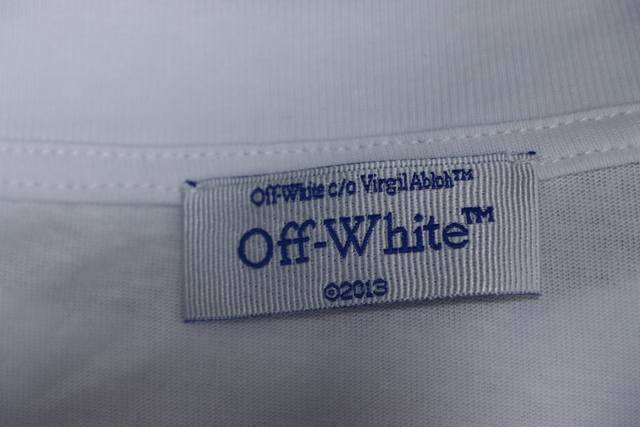 Off-White c/o Virgil Abloh™
Off-White™
©2013